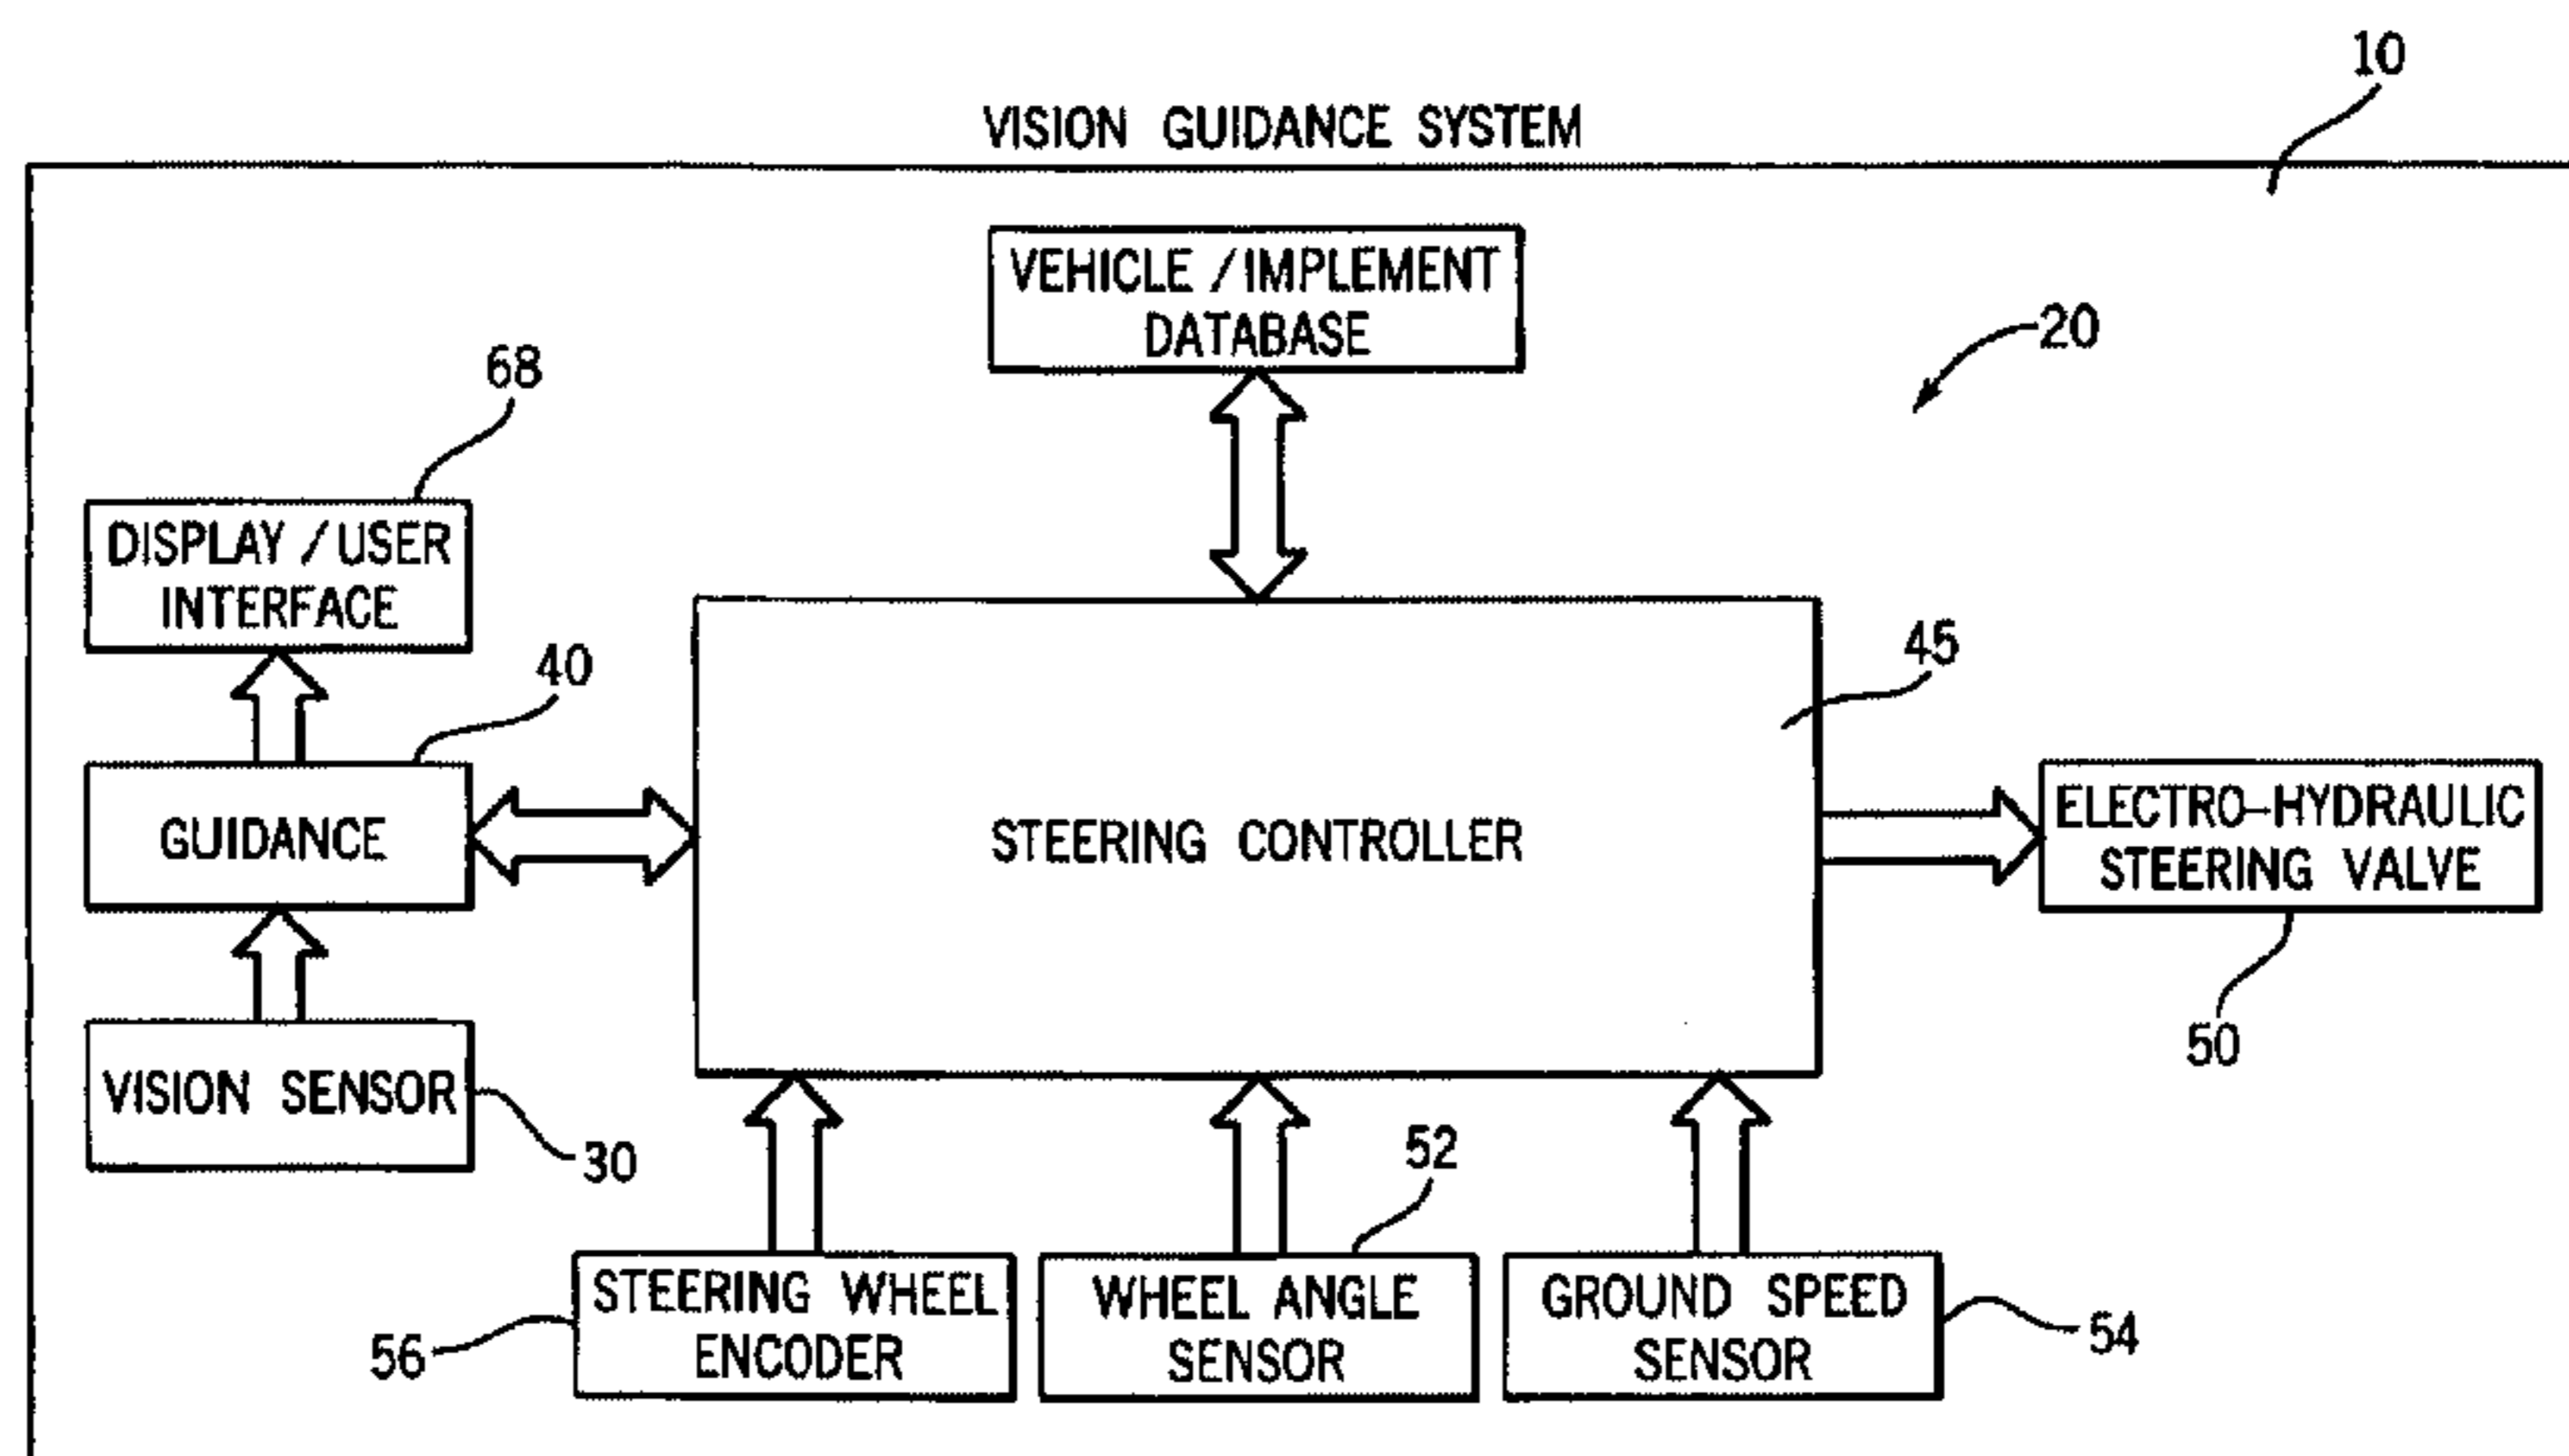 10
VISION GUIDANCE SYSTEM
VEHICLE / IMPLEMENT
DATABASE
20
68
DISPLAY / USER
INTERFACE
40
45
GUIDANCE
STEERING CONTROLLER
ELECTRO-HYDRAULIC
STEERING VALVE
50
VISION SENSOR
30
52
STEERING WHEEL
ENCODER
56
WHEEL ANGLE
SENSOR
GROUND SPEED
SENSOR
54